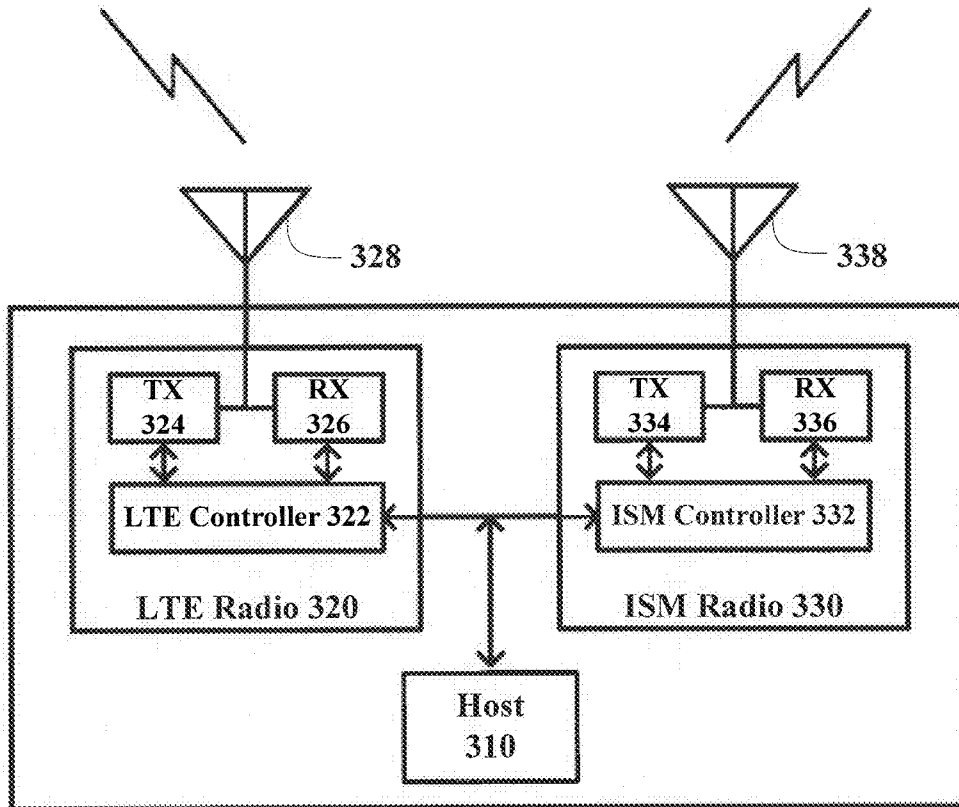 328
338
TX
324
RX
326
TX
334
RX
336
LTE Controller 322
ISM Controller 332
LTE Radio 320
ISM Radio 330
Host
310